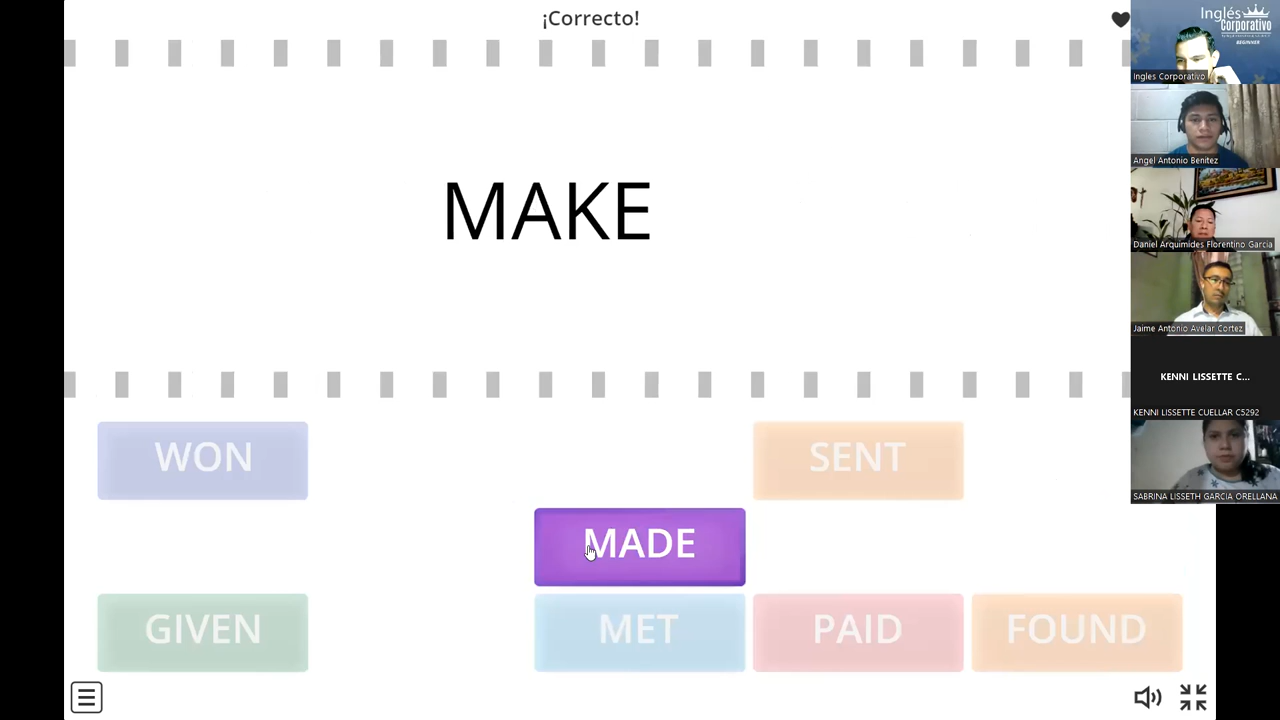 ¡Correcto!
MAKE
WON
SENT
MADE
GIVEN
MET
PAID
FOUND
Inglés
Corporativo
BEGINNER
Ingles Corporativo
Angel Antonio Benitez
Daniel Arquimides Florentino Garcia
Jaime Antonio Avelar Cortez
KENNI LISSETTE C...
KENNI LISSETTE CUELLAR C5292
SABRINA LISSETH GARCIA ORELLANA